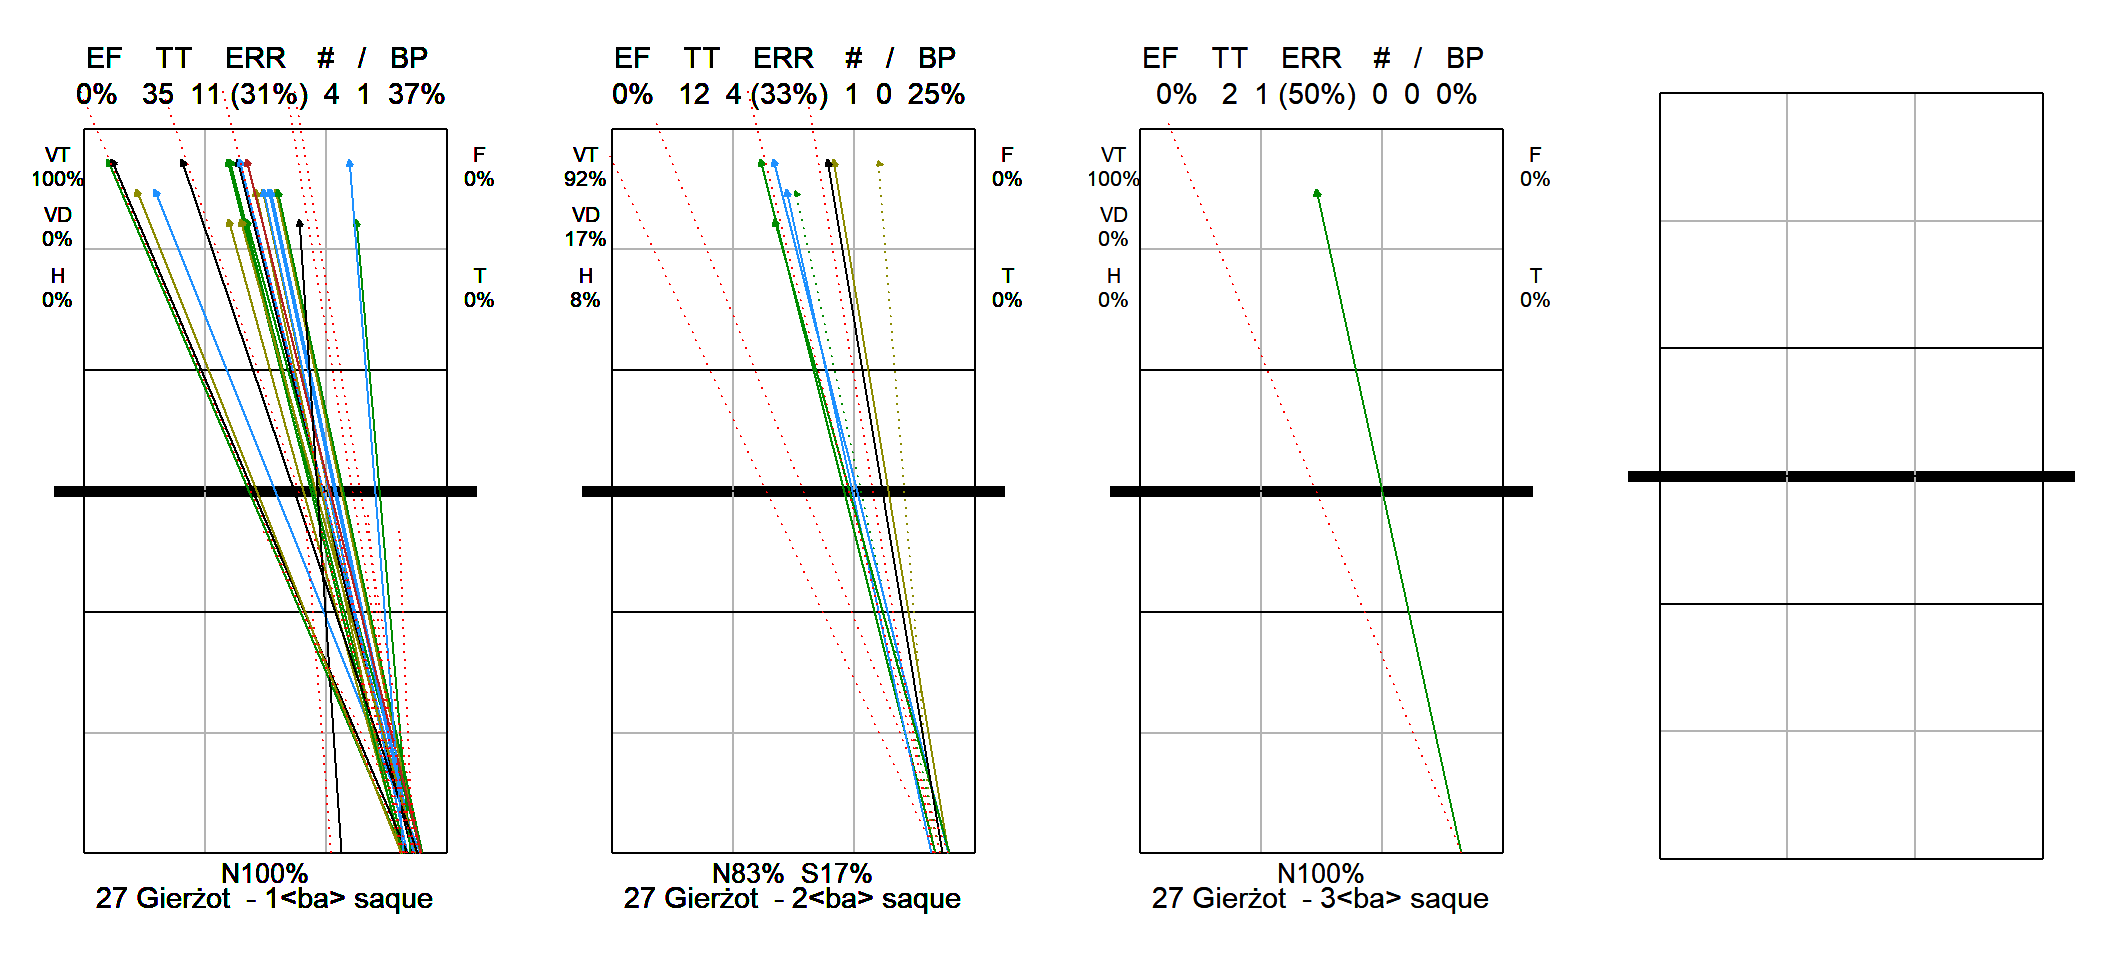 EF TT ERR # / BP
0% 35 11 (31%) 4 1 37%
VT
100%
VD
0%
H
0%
F
0%
T
0%
N100%
27 Gierżot - 1<ba> saque
EF TT ERR # / BP
0% 12 4 (33%) 1 0 25%
VT
92%
VD
17%
H
8%
F
0%
T
0%
N83% S17%
27 Gierżot - 2<ba> saque
EF TT ERR # / BP
0% 2 1 (50%) 0 0 0%
VT
100%
VD
0%
H
0%
F
0%
T
0%
N100%
27 Gierżot - 3<ba> saque